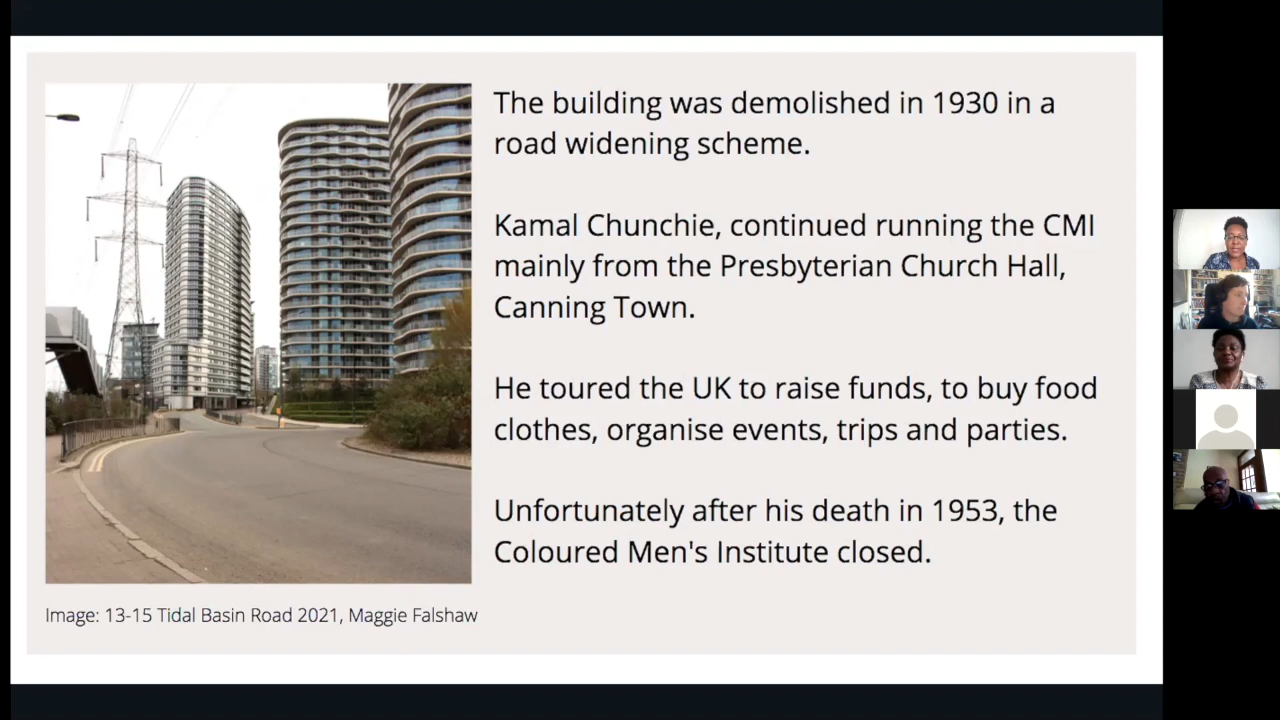 The building was demolished in 1930 in a
road widening scheme.
Kamal Chunchie, continued running the CMI
mainly from the Presbyterian Church Hall,
Canning Town.
He toured the UK to raise funds, to buy food
clothes, organise events, trips and parties.
Unfortunately after his death in 1953, the
Coloured Men's Institute closed.
Image: 13-15 Tidal Basin Road 2021, Maggie Falshaw